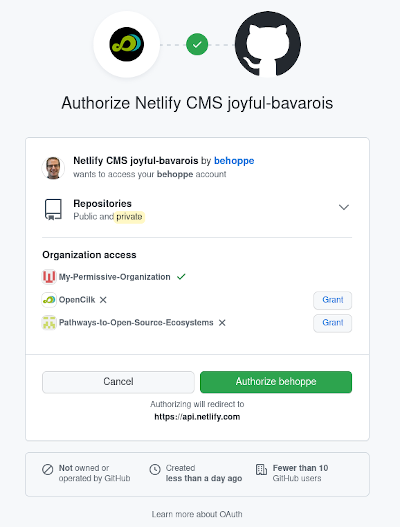 Authorize Netlify CMS joyful-bavarois
Netlify CMS joyful-bavarois by behoppe
wants to access your behoppe account
Repositories
Public and private
Organization access
My-Permissive-Organization
OpenCilk
Grant
Pathways-to-Open-Source-Ecosystems
Grant
Cancel
Authorize behoppe
Authorizing will redirect to
https://api.netlify.com
Not owned or
operated by GitHub
Created
less than a day ago
Fewer than 10
GitHub users
Learn more about OAuth